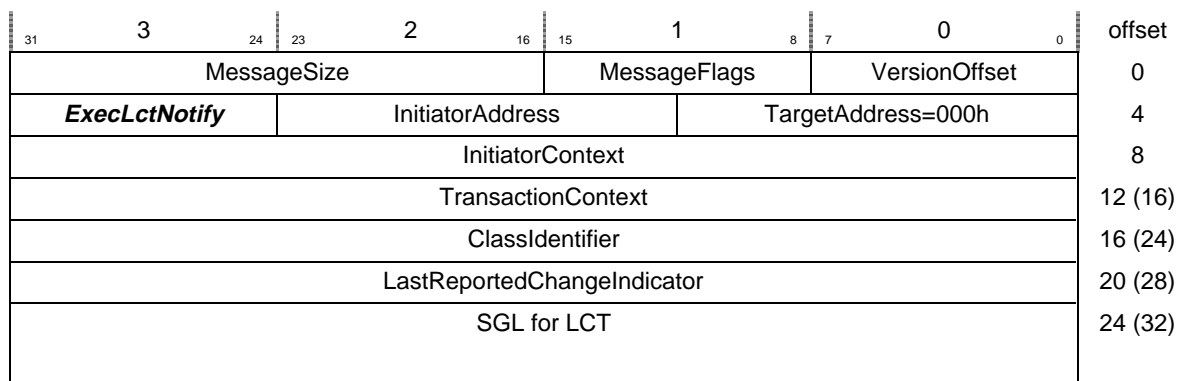 3 2 1 0 offset
31 24 23 16 15 8 7 0
MessageSize MessageFlags VersionOffset 0
ExecLctNotify InitiatorAddress TargetAddress=000h 4
InitiatorContext 8
TransactionContext 12 (16)
ClassIdentifier 16 (24)
LastReportedChangeIndicator 20 (28)
SGL for LCT 24 (32)